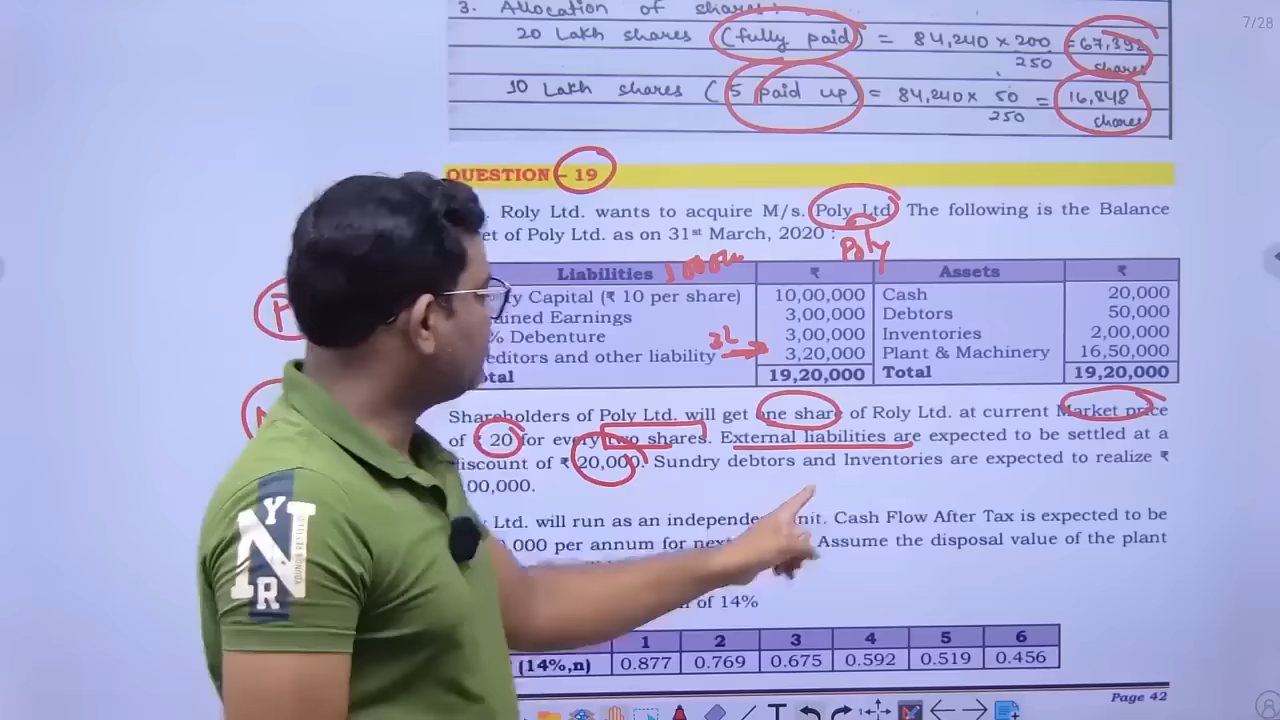 7/28
3. Allocation of shares:
20 Lakh shares (fully paid) = 84,240 x 200 = 67,392
250 shares
10 Lakh shares (5 paid up) = 84,240 x 50 = 16,848
250 shares
QUESTION - 19
Roly Ltd. wants to acquire M/s. Poly Ltd. The following is the Balance
et of Poly Ltd. as on 31st March, 2020 :
Poly
Liabilities ₹ Assets ₹
ty Capital (₹ 10 per share) 10,00,000 Cash 20,000
ained Earnings 3,00,000 Debtors 50,000
% Debenture 3,00,000 Inventories 2,00,000
3L
editors and other liability 3,20,000 Plant & Machinery 16,50,000
otal 19,20,000 Total 19,20,000
Shareholders of Poly Ltd. will get one share of Roly Ltd. at current Market price
of ₹ 20 for every two shares. External liabilities are expected to be settled at a
discount of ₹ 20,000. Sundry debtors and Inventories are expected to realize ₹
,00,000.
Ltd. will run as an independent unit. Cash Flow After Tax is expected to be
0,000 per annum for next Assume the disposal value of the plant
of 14%
1 2 3 4 5 6
(14%,n) 0.877 0.769 0.675 0.592 0.519 0.456
Page 42
Y
N
R